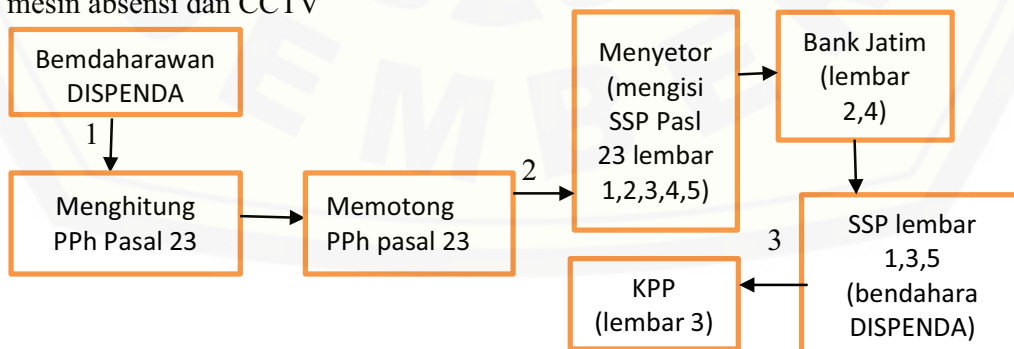 mesin absensi dan CCTV
Bemdaharawan
DISPENDA
1
Menghitung
PPh Pasal 23
Memotong
PPh pasal 23
2
Menyetor
(mengisi
SSP Pasl
23 lembar
1,2,3,4,5)
Bank Jatim
(lembar
2,4)
SSP lembar
1,3,5
(bendahara
DISPENDA)
3
KPP
(lembar 3)